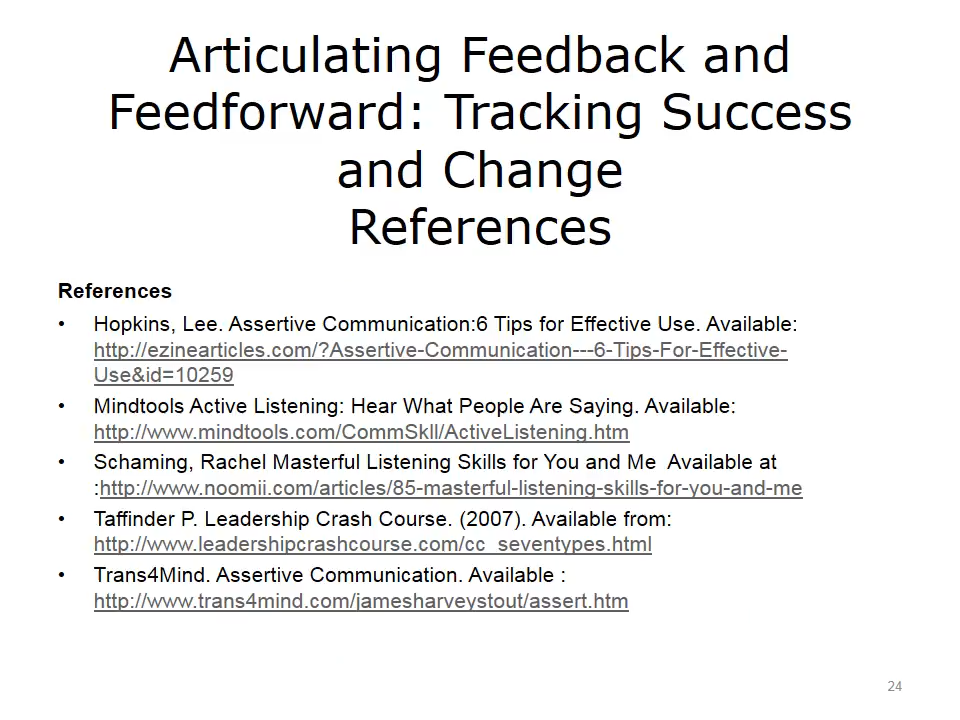 Articulating Feedback and
Feedforward: Tracking Success
and Change
References
References
• Hopkins, Lee. Assertive Communication:6 Tips for Effective Use. Available:
http://ezinearticles.com/?Assertive-Communication---6-Tips-For-Effective-
Use&id=10259
• Mindtools Active Listening: Hear What People Are Saying. Available:
http://www.mindtools.com/CommSkll/ActiveListening.htm
• Schaming, Rachel Masterful Listening Skills for You and Me  Available at
:http://www.noomii.com/articles/85-masterful-listening-skills-for-you-and-me
• Taffinder P. Leadership Crash Course. (2007). Available from:
http://www.leadershipcrashcourse.com/cc_seventypes.html
• Trans4Mind. Assertive Communication. Available :
http://www.trans4mind.com/jamesharveystout/assert.htm
24